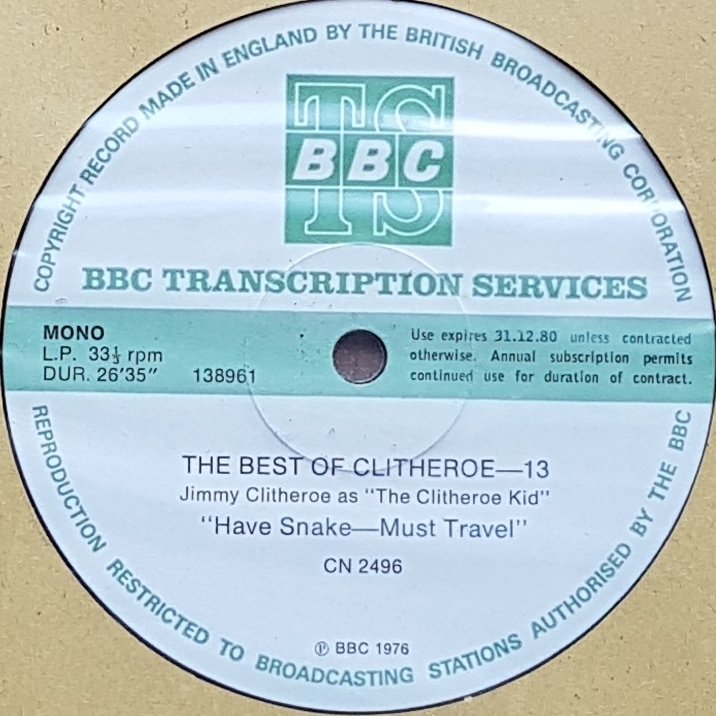 COPYRIGHT RECORD MADE IN ENGLAND BY THE BRITISH BROADCASTING CORPORATION
TS
BBC
BBC TRANSCRIPTION SERVICES
MONO
L.P. 33⅓ rpm
DUR. 26'35" 138961
Use expires 31.12.80 unless contracted
otherwise. Annual subscription permits
continued use for duration of contract.
THE BEST OF CLITHEROE—13
Jimmy Clitheroe as "The Clitheroe Kid"
"Have Snake—Must Travel"
CN 2496
℗ BBC 1976
REPRODUCTION RESTRICTED TO BROADCASTING STATIONS AUTHORISED BY THE BBC